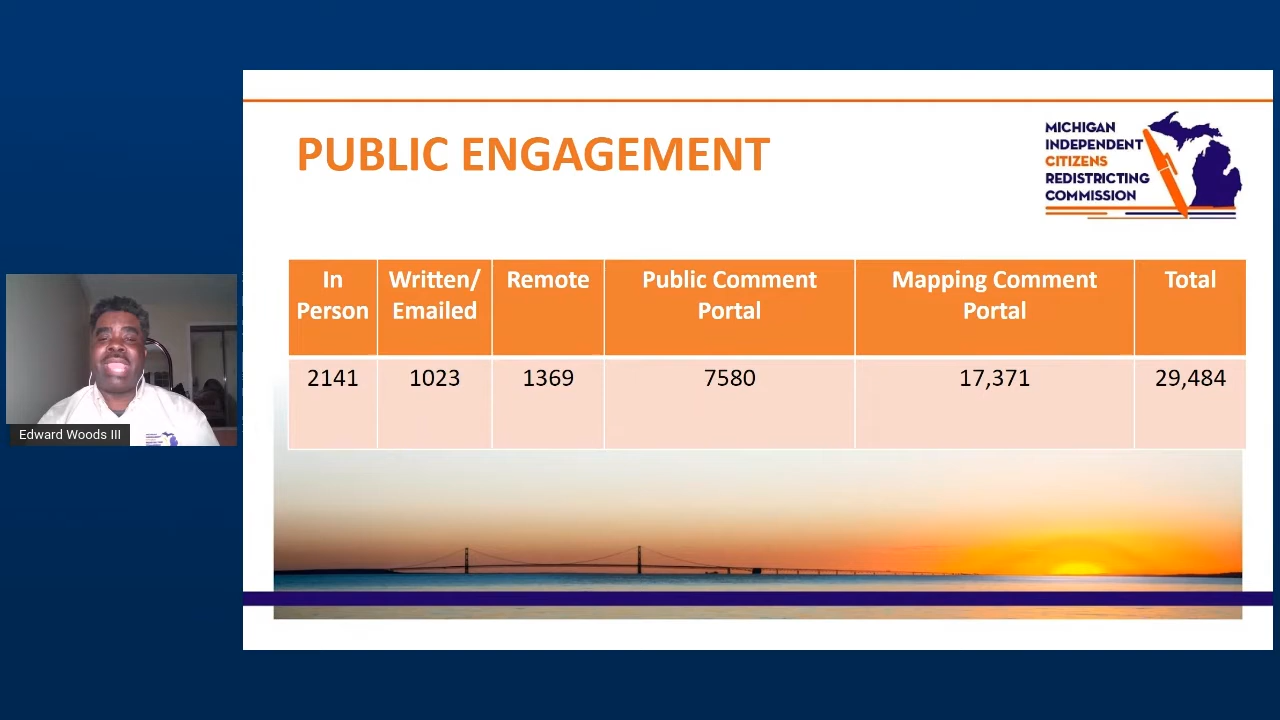 PUBLIC ENGAGEMENT
MICHIGAN
INDEPENDENT
CITIZENS
REDISTRICTING
COMMISSION
In
Person
Written/
Emailed
Remote
Public Comment
Portal
Mapping Comment
Portal
Total
2141
1023
1369
7580
17,371
29,484
Edward Woods III